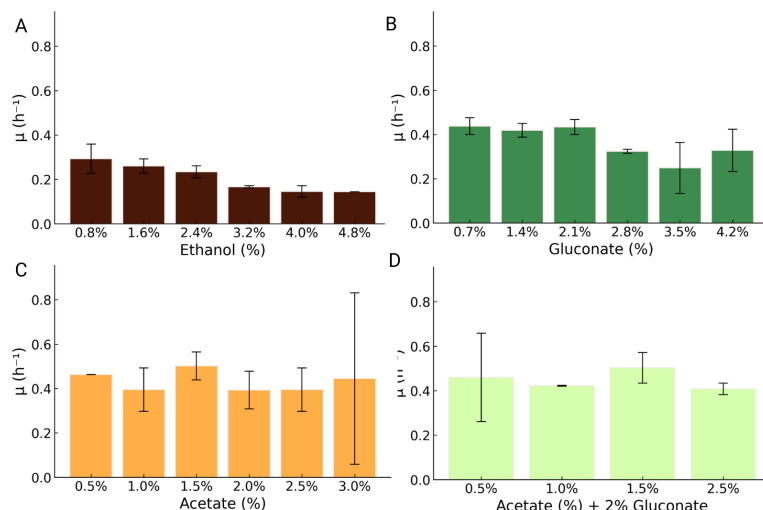 A
μ (h⁻¹)
0.8
0.6
0.4
0.2
0.0
0.8% 1.6% 2.4% 3.2% 4.0% 4.8%
Ethanol (%)
B
μ (h⁻¹)
0.8
0.6
0.4
0.2
0.0
0.7% 1.4% 2.1% 2.8% 3.5% 4.2%
Gluconate (%)
C
μ (h⁻¹)
0.8
0.6
0.4
0.2
0.0
0.5% 1.0% 1.5% 2.0% 2.5% 3.0%
Acetate (%)
D
μ (h⁻¹)
0.8
0.6
0.4
0.2
0.0
0.5% 1.0% 1.5% 2.5%
Acetate (%) + 2% Gluconate